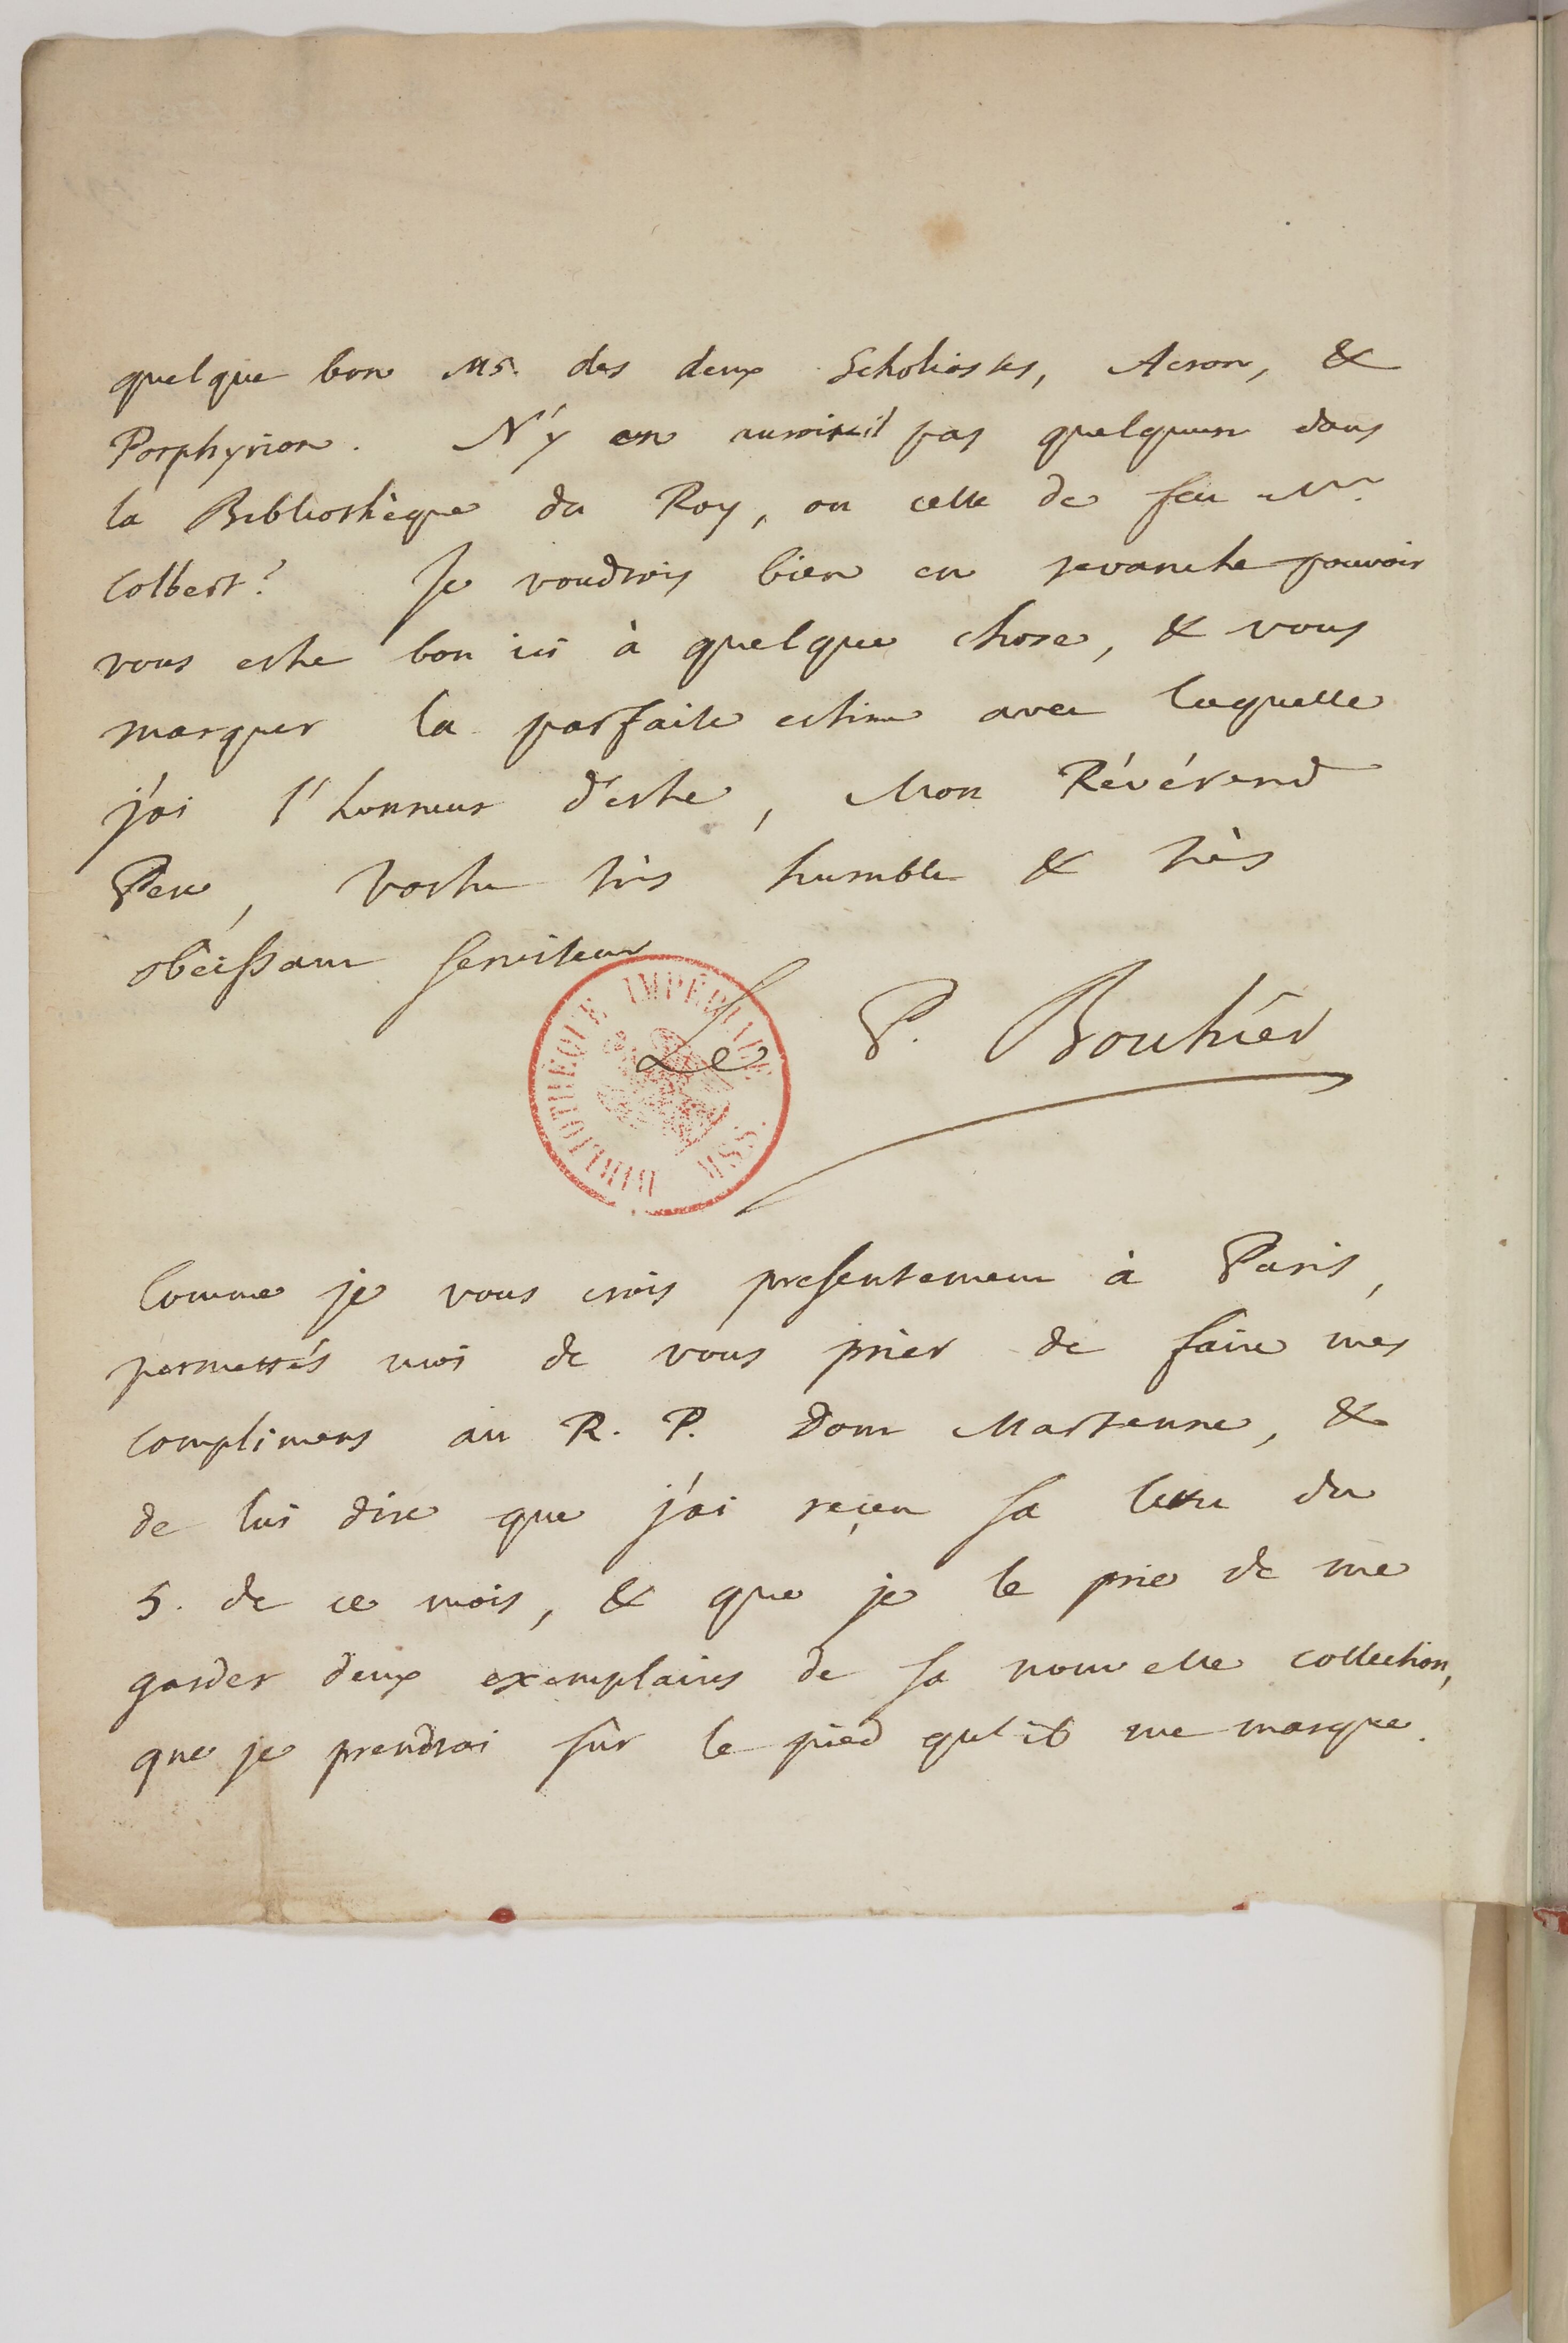 quelque bon MS. des deux Scholiastes, Acron, &
Porphyrion. N'y en auroit-il pas quelqu'un dans
la Bibliothèque du Roy, ou celle de feu Mr.
Colbert? Je voudrois bien en revanche pouvoir
vous estre bon ici à quelque chose, & vous
marquer la parfaite estime avec laquelle
j'ai l'honneur d'estre, Mon Révérend
Pere, vostre très humble & très
obéissant serviteur
Le P. Bouhier
BIBLIOTHEQUE IMPÉRIALE MSS.
Comme je vous crois presentement à Paris,
permettés moi de vous prier de faire mes
complimens au R. P. Dom Martenne, &
de lui dire que j'ai reçeu sa lettre du
5. de ce mois, & que je le prie de me
garder deux exemplaires de sa nouvelle collection,
que je prendrai sur le pied qu'il me marque.